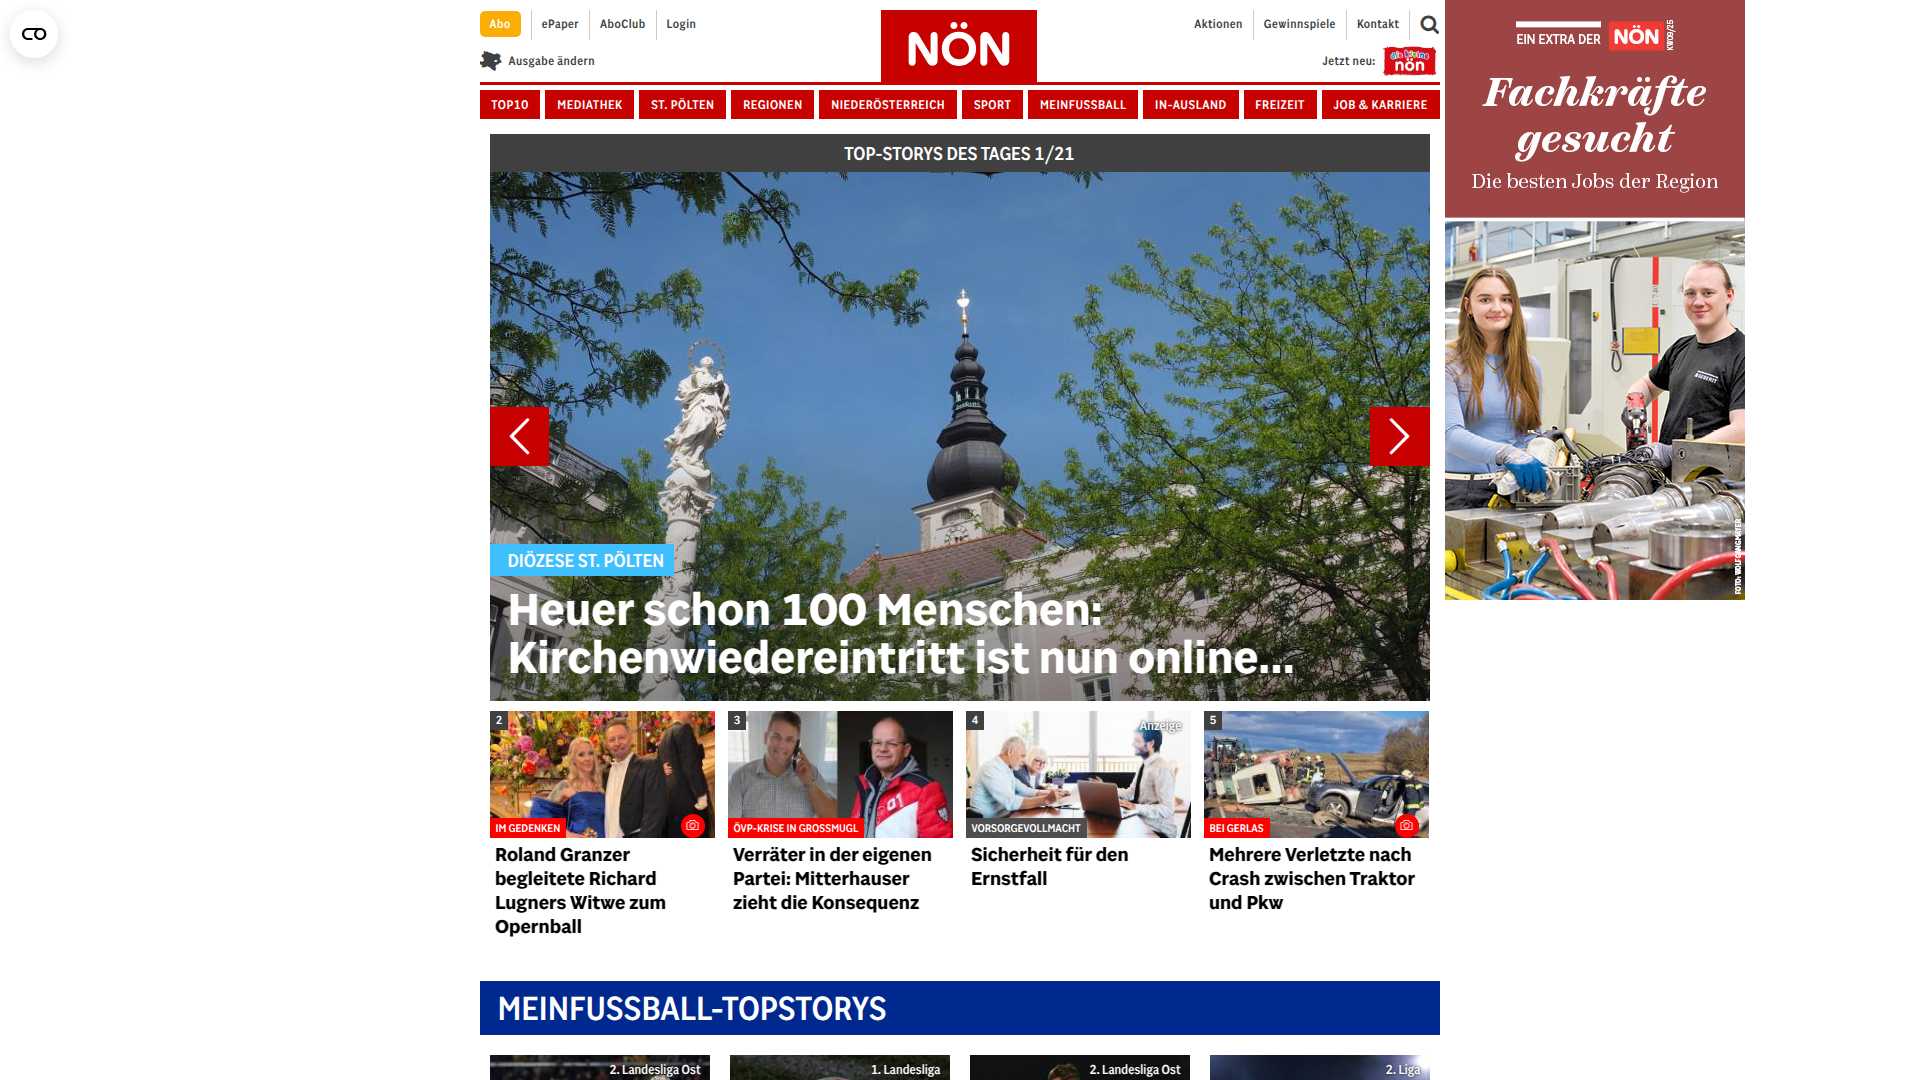 Abo
ePaper
AboClub
Login
NÖN
Aktionen
Gewinnspiele
Kontakt
Ausgabe ändern
Jetzt neu:
die kleine
nön
TOP10
MEDIATHEK
ST. PÖLTEN
REGIONEN
NIEDERÖSTERREICH
SPORT
MEINFUSSBALL
IN-AUSLAND
FREIZEIT
JOB & KARRIERE
EIN EXTRA DER NÖN
KW09/25
Fachkräfte
gesucht
Die besten Jobs der Region
TOP-STORYS DES TAGES 1/21
DIÖZESE ST. PÖLTEN
Heuer schon 100 Menschen:
Kirchenwiedereintritt ist nun online...
2
IM GEDENKEN
Roland Granzer
begleitete Richard
Lugners Witwe zum
Opernball
3
ÖVP-KRISE IN GROSSMUGL
Verräter in der eigenen
Partei: Mitterhauser
zieht die Konsequenz
4
Anzeige
VORSORGEVOLLMACHT
Sicherheit für den
Ernstfall
5
BEI GERLAS
Mehrere Verletzte nach
Crash zwischen Traktor
und Pkw
MEINFUSSBALL-TOPSTORYS
2. Landesliga Ost
1. Landesliga
2. Landesliga Ost
2. Liga